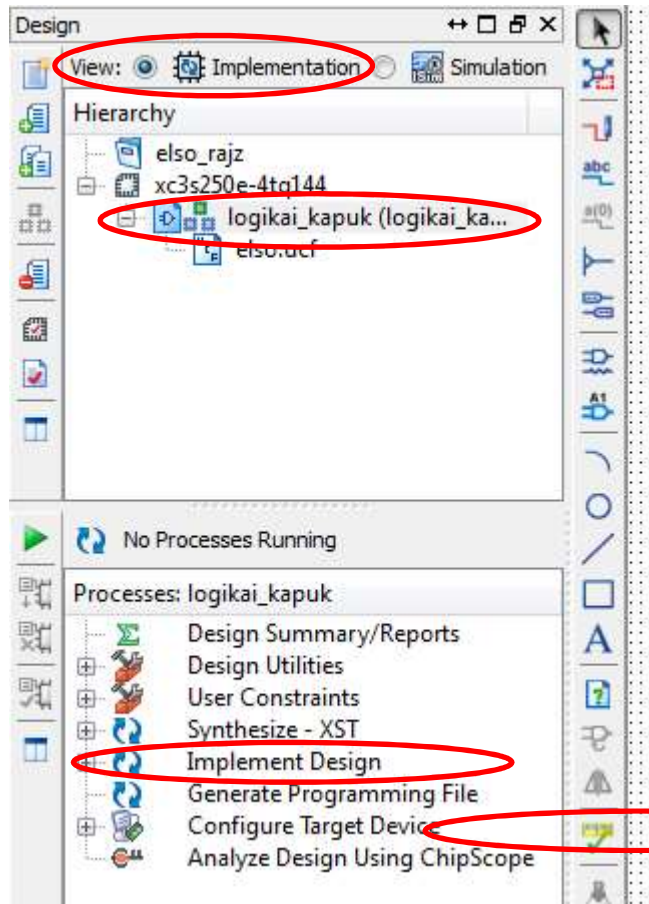 Design
View: Implementation Simulation
Hierarchy
elso_rajz
xc3s250e-4tq144
logikai_kapuk (logikai_ka...
elso.ucf
No Processes Running
Processes: logikai_kapuk
Design Summary/Reports
Design Utilities
User Constraints
Synthesize - XST
Implement Design
Generate Programming File
Configure Target Device
Analyze Design Using ChipScope
abc
a(0)
A1
A